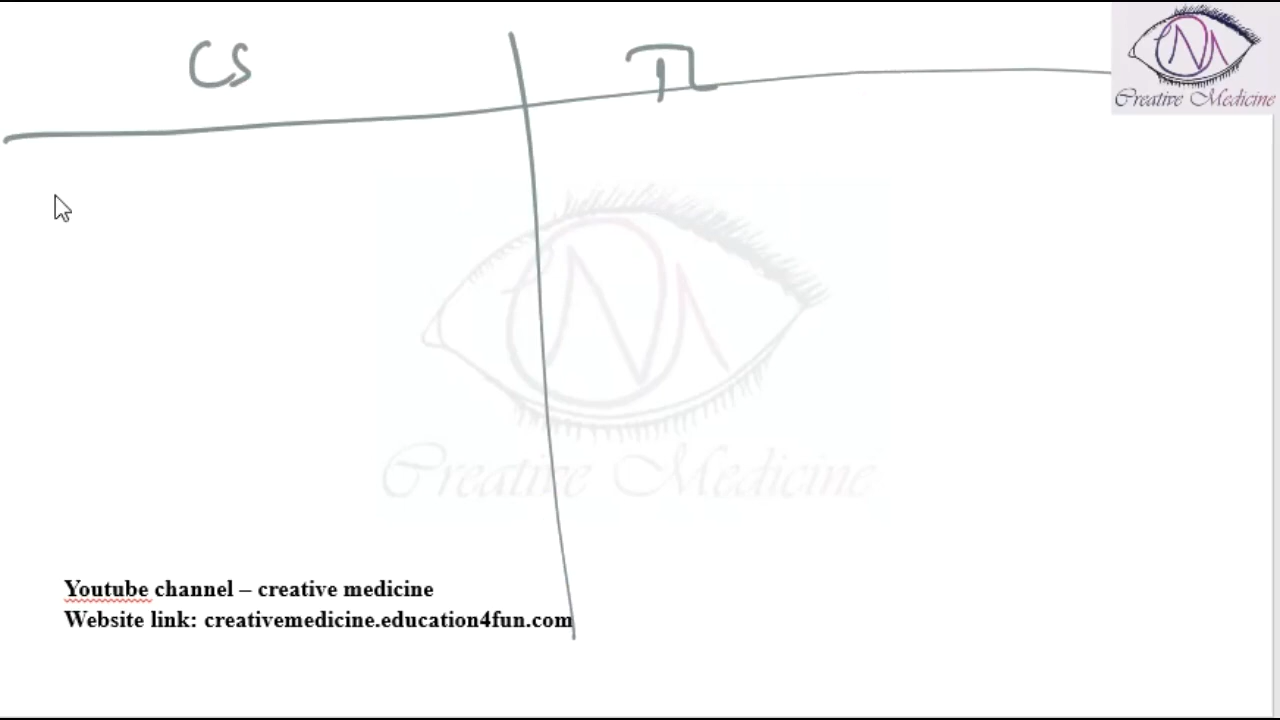 CS
Creative Medicine
Creative Medicine
Youtube channel – creative medicine
Website link: creativemedicine.education4fun.com